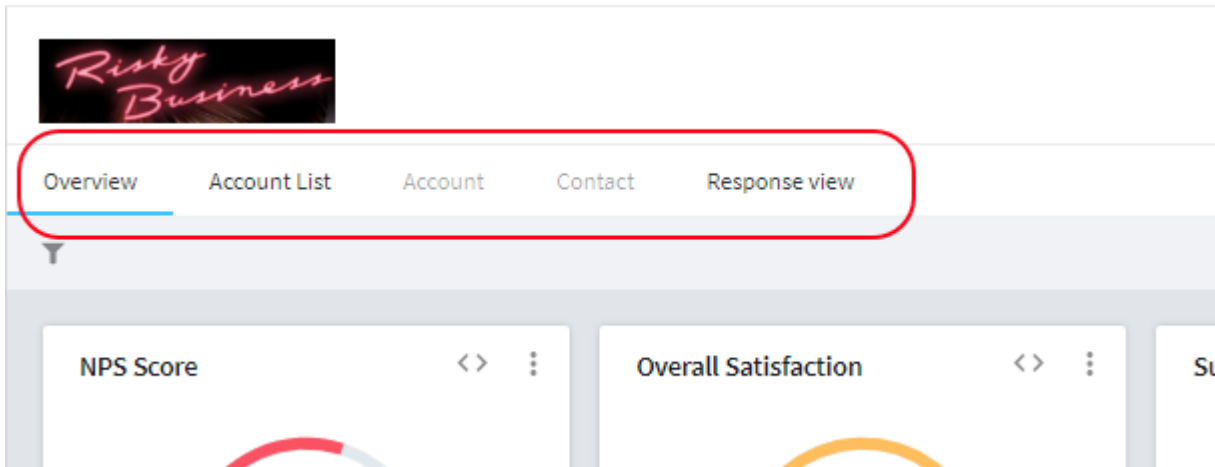 Risky
Business
Overview Account List Account Contact Response view
NPS Score Overall Satisfaction